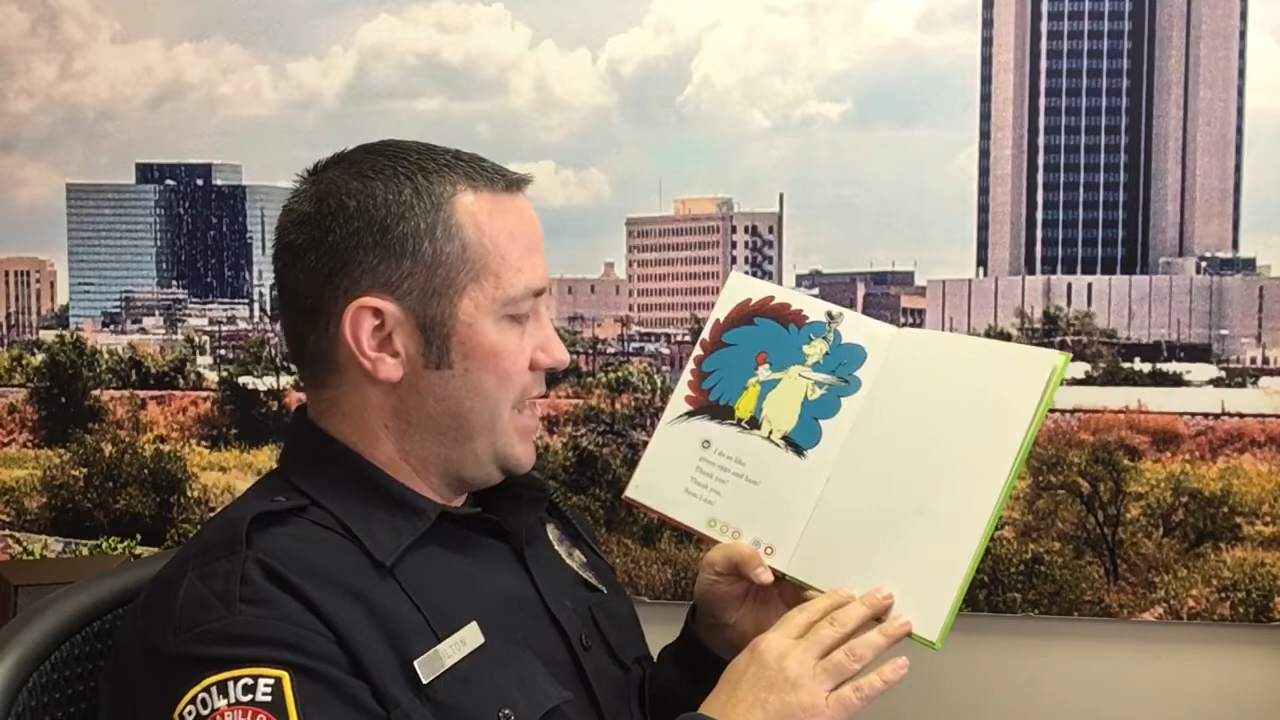 I do so like
green eggs and ham!
Thank you!
Thank you,
Sam-I-am!
POLICE